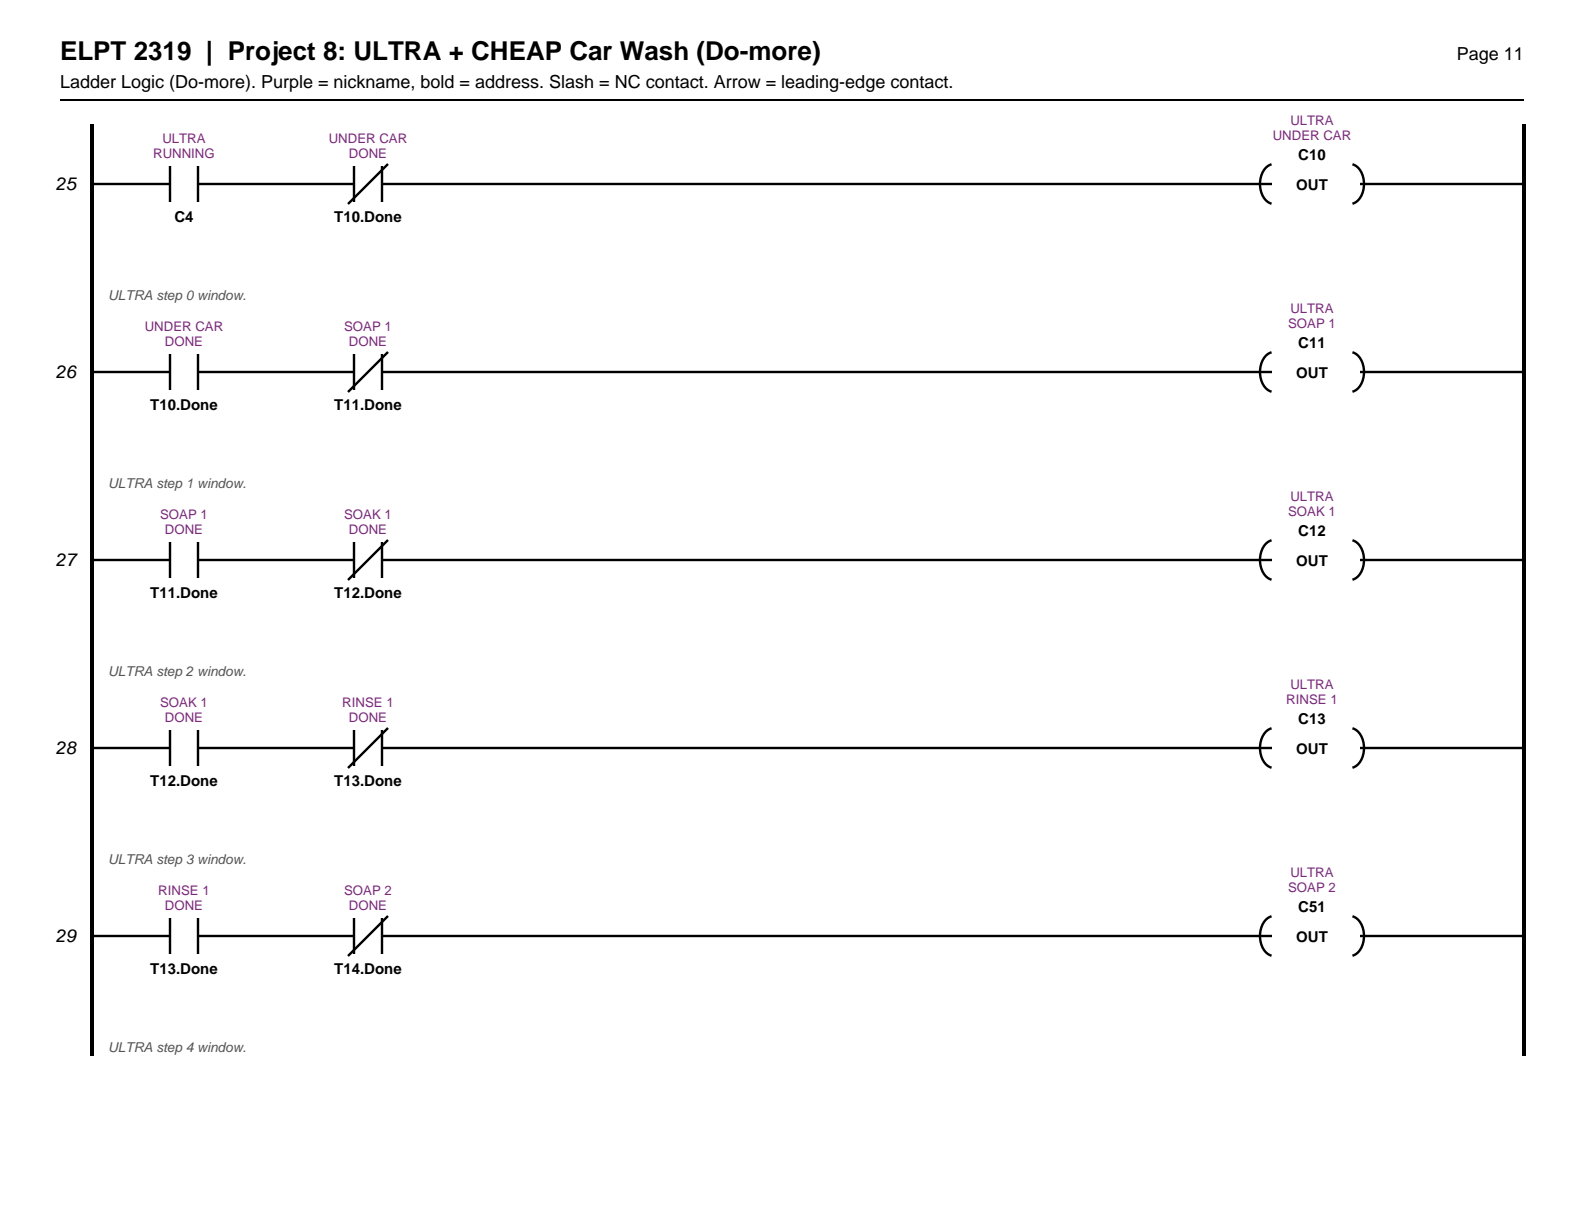 ELPT 2319 | Project 8: ULTRA + CHEAP Car Wash (Do-more)
Page 11
Ladder Logic (Do-more). Purple = nickname, bold = address. Slash = NC contact. Arrow = leading-edge contact.
25
ULTRA
RUNNING
C4
UNDER CAR
DONE
T10.Done
ULTRA
UNDER CAR
C10
OUT
ULTRA step 0 window.
26
UNDER CAR
DONE
T10.Done
SOAP 1
DONE
T11.Done
ULTRA
SOAP 1
C11
OUT
ULTRA step 1 window.
27
SOAP 1
DONE
T11.Done
SOAK 1
DONE
T12.Done
ULTRA
SOAK 1
C12
OUT
ULTRA step 2 window.
28
SOAK 1
DONE
T12.Done
RINSE 1
DONE
T13.Done
ULTRA
RINSE 1
C13
OUT
ULTRA step 3 window.
29
RINSE 1
DONE
T13.Done
SOAP 2
DONE
T14.Done
ULTRA
SOAP 2
C51
OUT
ULTRA step 4 window.